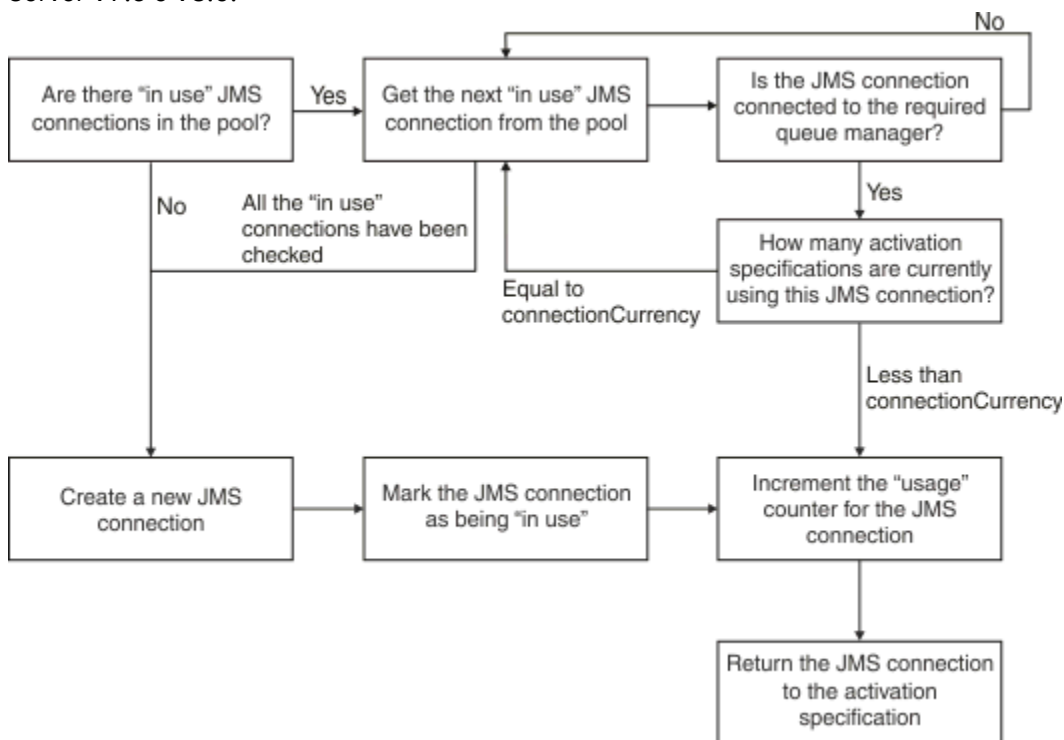 No
Are there “in use” JMS
connections in the pool?
Yes
Get the next “in use” JMS
connection from the pool
Is the JMS connection
connected to the required
queue manager?
No
All the “in use”
connections have been
checked
Yes
How many activation
specifications are currently
using this JMS connection?
Equal to
connectionCurrency
Less than
connectionCurrency
Create a new JMS
connection
Mark the JMS connection
as being “in use”
Increment the “usage”
counter for the JMS
connection
Return the JMS connection
to the activation
specification